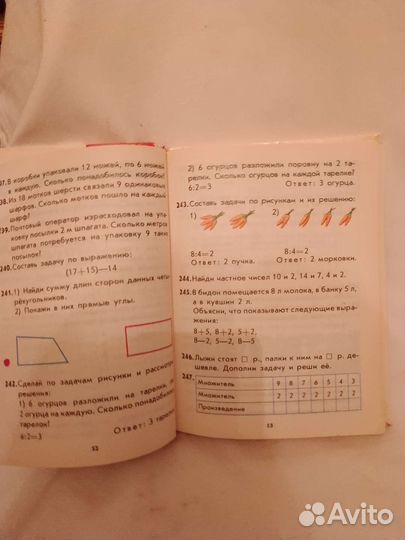 37. В коробки упаковали 12 ножей, по 6 ножей
в каждую. Сколько понадобилось коробок?
38. Из 18 мотков шерсти связали 9 одинаковых
шарфов. Сколько мотков пошло на каждый
шарф?
239. Почтовый оператор израсходовал на упа-
ковку посылки 2 м шпагата. Сколько метров
шпагата потребуется на упаковку 9 таких
посылок?
240. Составь задачу по выражению:
(17+15)—14
241. 1) Найди сумму длин сторон данных четы-
рёхугольников.
2) Покажи в них прямые углы.
242. Сделай по задачам рисунки и рассмотри
решения:
1) 6 огурцов разложили на тарелки, по
2 огурца на каждую. Сколько понадобилось
тарелок?
6:2=3
Ответ: 3 тарелки
52
2) 6 огурцов разложили поровну на 2 та-
релки. Сколько огурцов на каждой тарелке?
6:2=3
Ответ: 3 огурца.
243. Составь задачи по рисункам и их решению:
1) 2)
8:4=2 8:4=2
Ответ: 2 пучка. Ответ: 2 морковки.
244. Найди частное чисел 10 и 2, 14 и 7, 4 и 2.
245. В бидон помещается 8 л молока, в банку 5 л,
а в кувшин 2 л.
Объясни, что показывают следующие выра-
жения:
8+5, 8+2, 5+2,
8—2, 5—2, 8—5
246. Лыжи стоят □ р., палки к ним на □ р. де-
шевле. Дополни задачу и реши её.
247.
Множитель 9 8 7 6 5 4 3
Множитель 2 2 2 2 2 2 2
Произведение
53
Avito